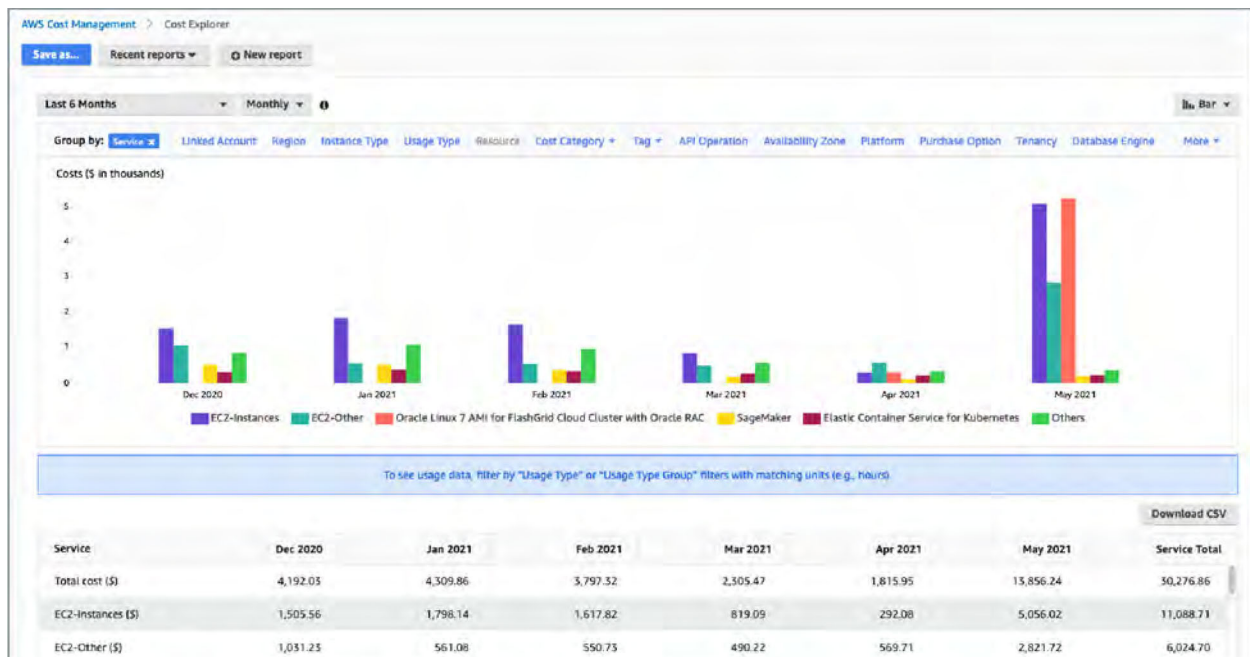 AWS Cost Management > Cost Explorer
Save as... Recent reports New report
Last 6 Months Monthly Bar
Group by: Service x Linked Account Region Instance Type Usage Type Resource Cost Category Tag API Operation Availability Zone Platform Purchase Option Tenancy Database Engine More
Costs ($ in thousands)
5
4
3
2
1
0
Dec 2020 Jan 2021 Feb 2021 Mar 2021 Apr 2021 May 2021
EC2-Instances EC2-Other Oracle Linux 7 AMI for FlashGrid Cloud Cluster with Oracle RAC SageMaker Elastic Container Service for Kubernetes Others
To see usage data, filter by "Usage Type" or "Usage Type Group" filters with matching units (e.g., hours)
Download CSV
Service Dec 2020 Jan 2021 Feb 2021 Mar 2021 Apr 2021 May 2021 Service Total
Total cost ($) 4,192.03 4,309.86 3,797.32 2,305.47 1,815.95 13,856.24 30,276.86
EC2-Instances ($) 1,505.56 1,798.14 1,617.82 819.09 292.08 5,056.02 11,088.71
EC2-Other ($) 1,031.23 561.08 550.73 490.22 569.71 2,821.72 6,024.70